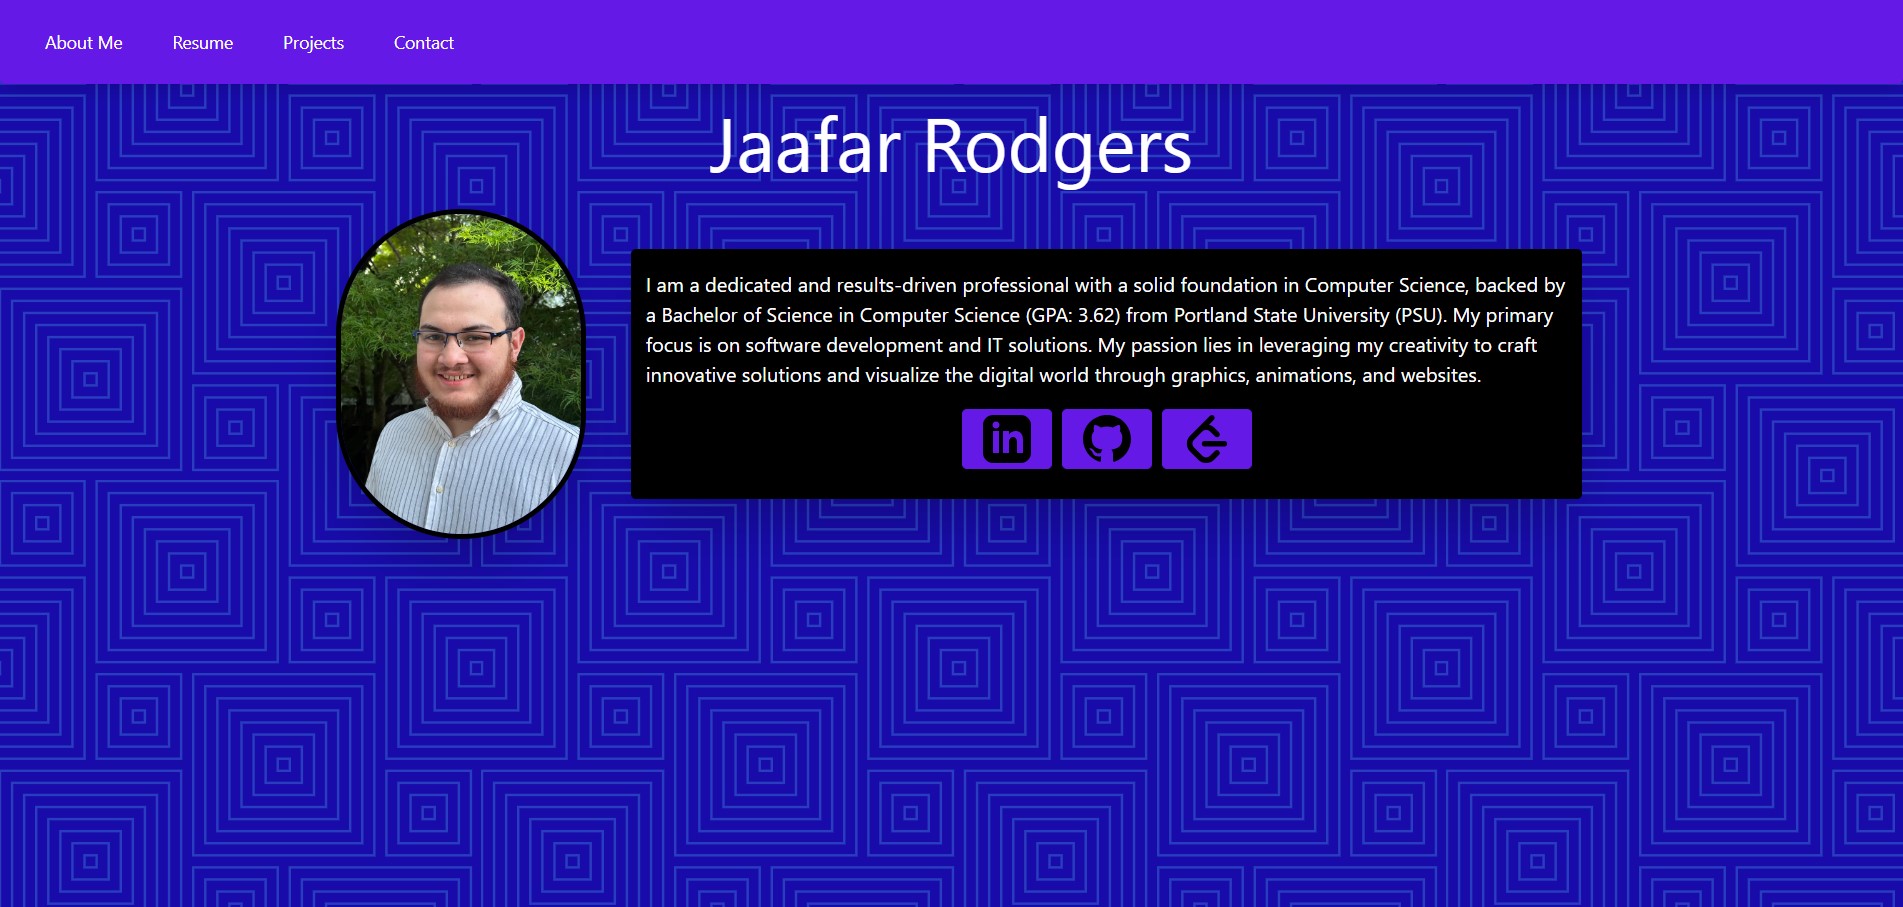 About Me Resume Projects Contact
Jaafar Rodgers
I am a dedicated and results-driven professional with a solid foundation in Computer Science, backed by
a Bachelor of Science in Computer Science (GPA: 3.62) from Portland State University (PSU). My primary
focus is on software development and IT solutions. My passion lies in leveraging my creativity to craft
innovative solutions and visualize the digital world through graphics, animations, and websites.
in